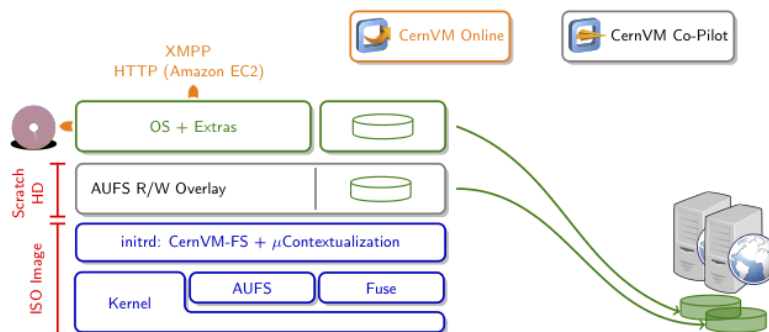 CernVM Online
CernVM Co-Pilot
XMPP
HTTP (Amazon EC2)
OS + Extras
Scratch
HD
AUFS R/W Overlay
ISO Image
initrd: CernVM-FS + μContextualization
Kernel
AUFS
Fuse